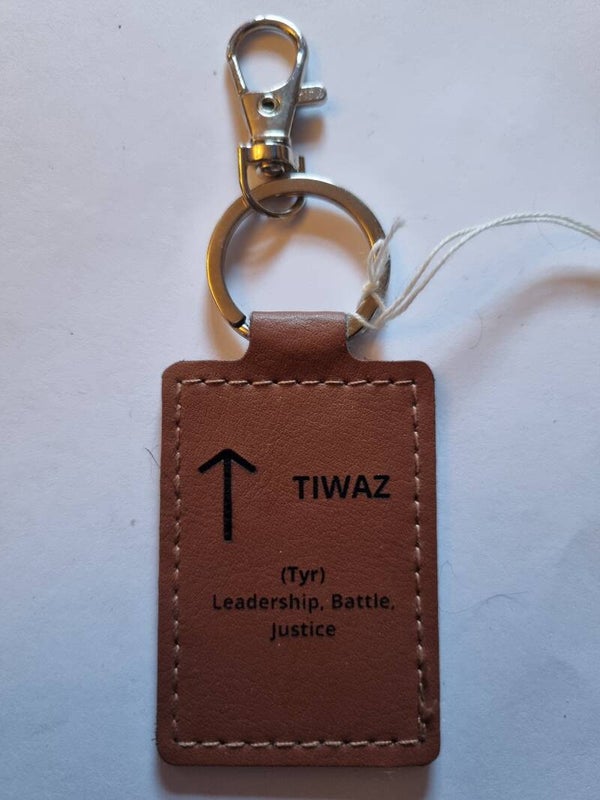 ↑ TIWAZ
(Tyr)
Leadership, Battle,
Justice